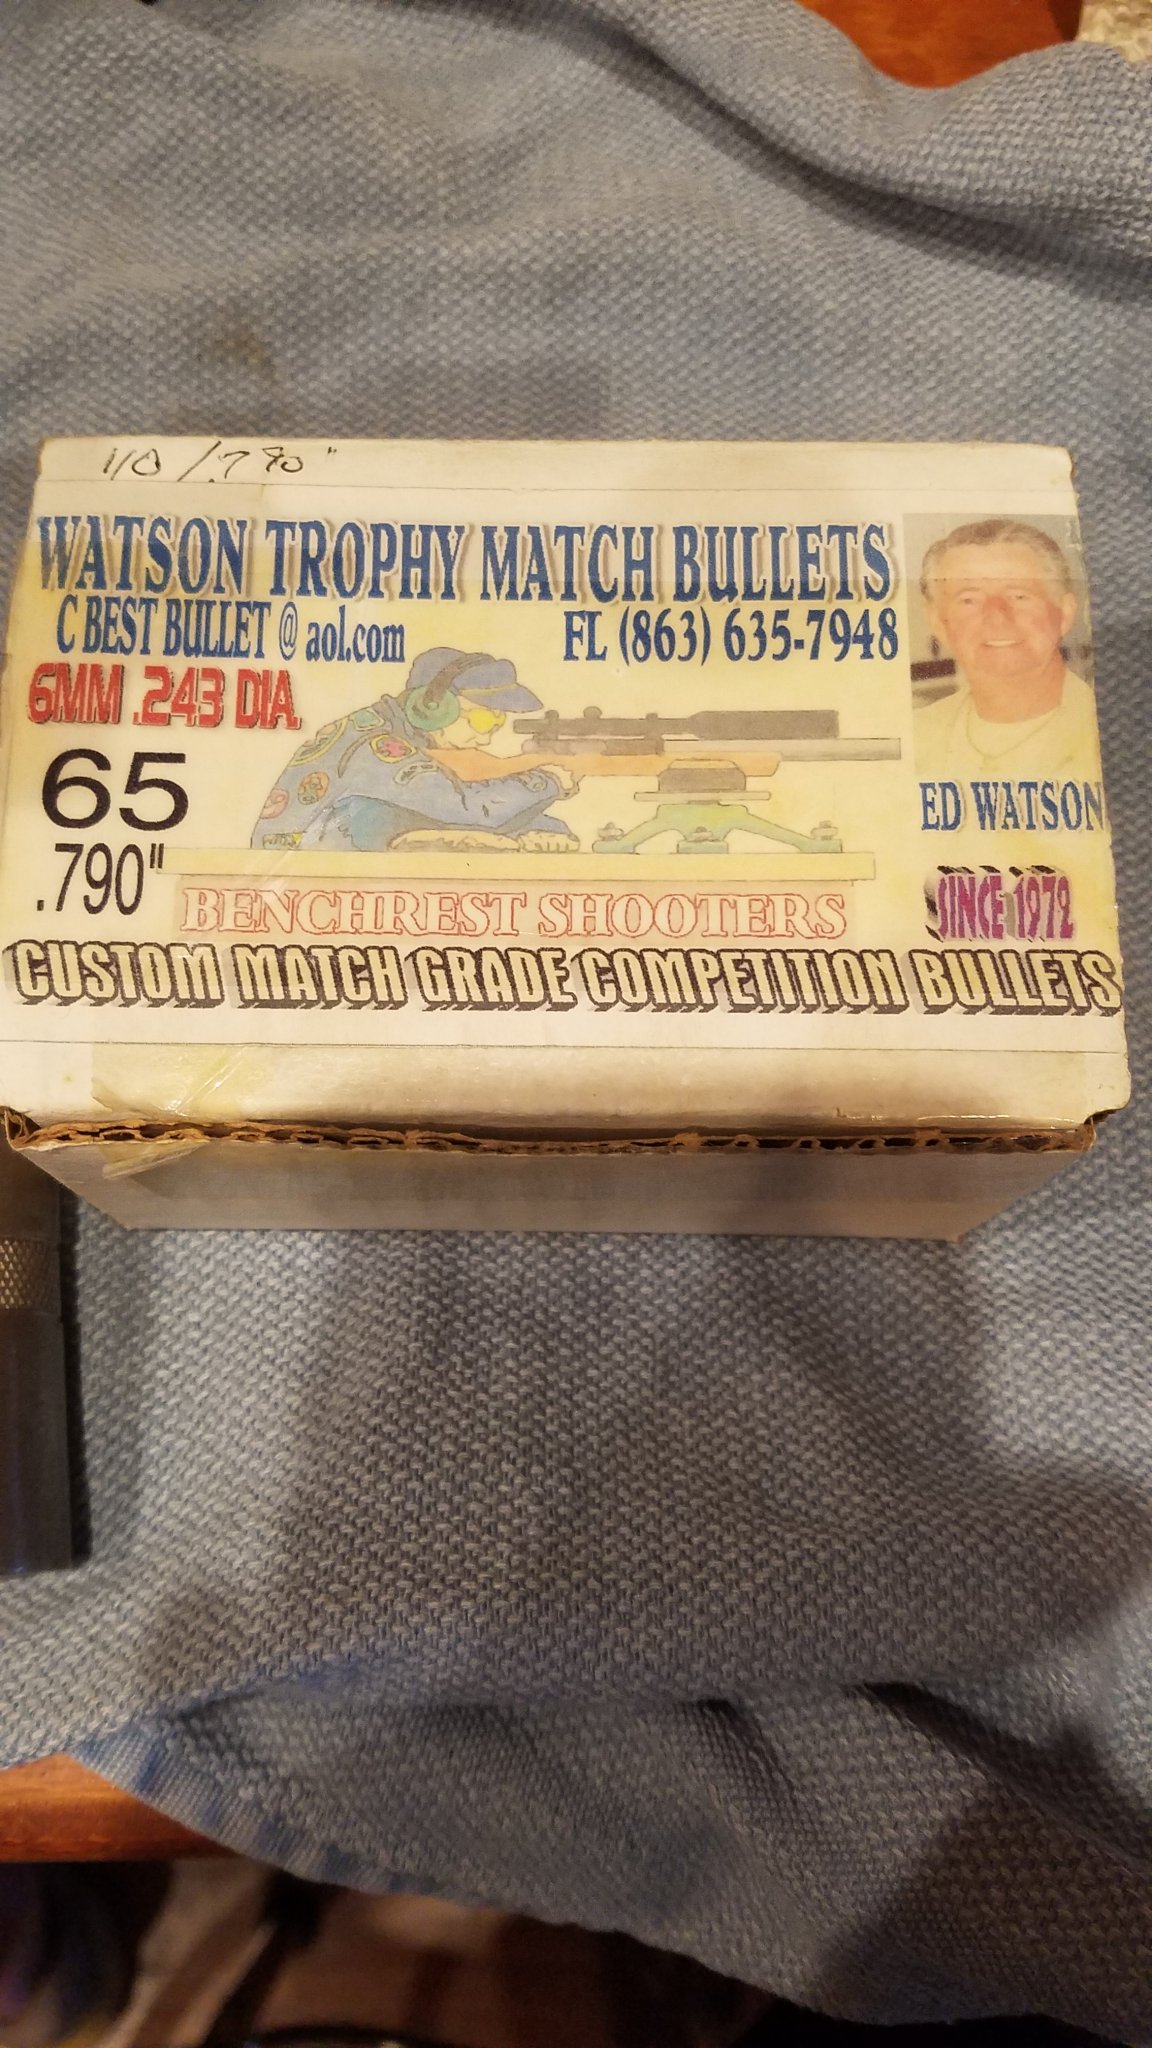 110 / .790"
WATSON TROPHY MATCH BULLETS
C BEST BULLET @ aol.com FL (863) 635-7948
6MM .243 DIA.
65
.790"
ED WATSON
SINCE 1972
BENCHREST SHOOTERS
CUSTOM MATCH GRADE COMPETITION BULLETS